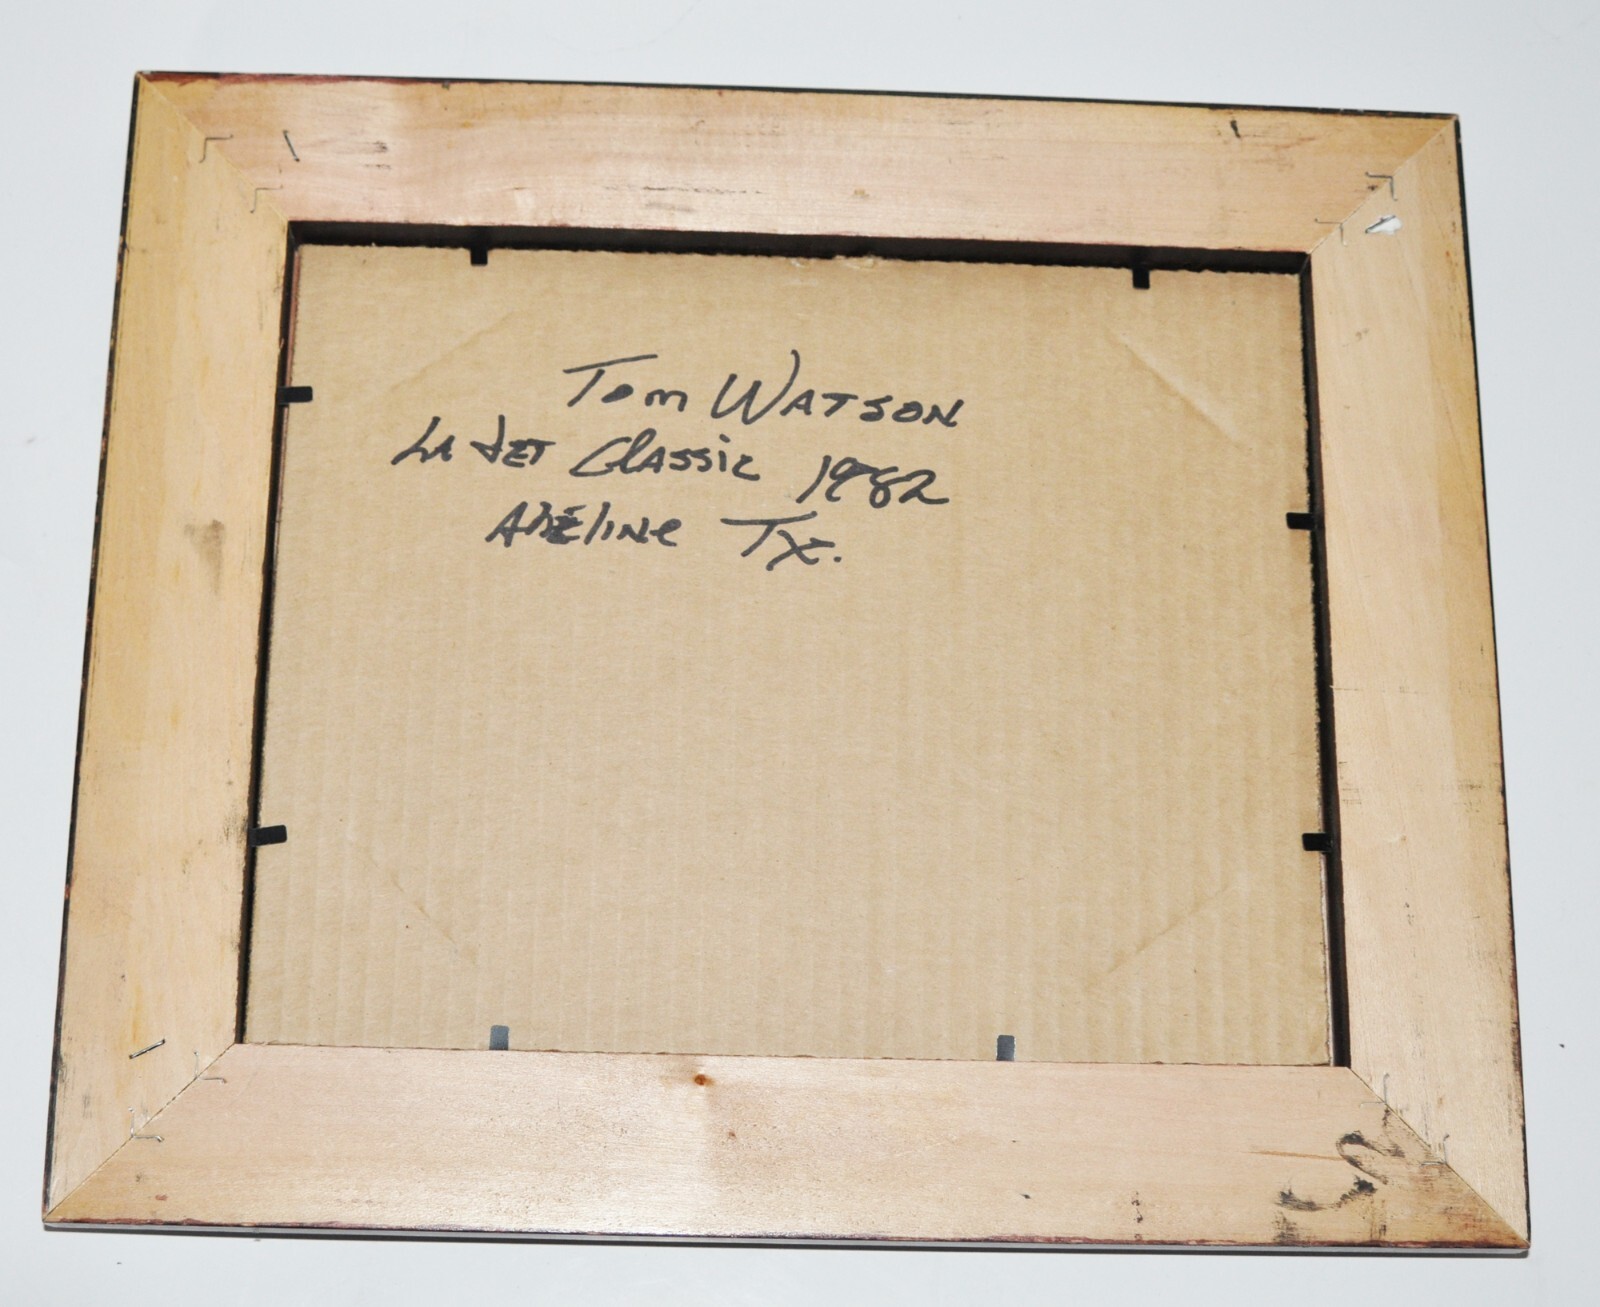 Tom WATSON
LA JET Classic 1982
Abeline TX.